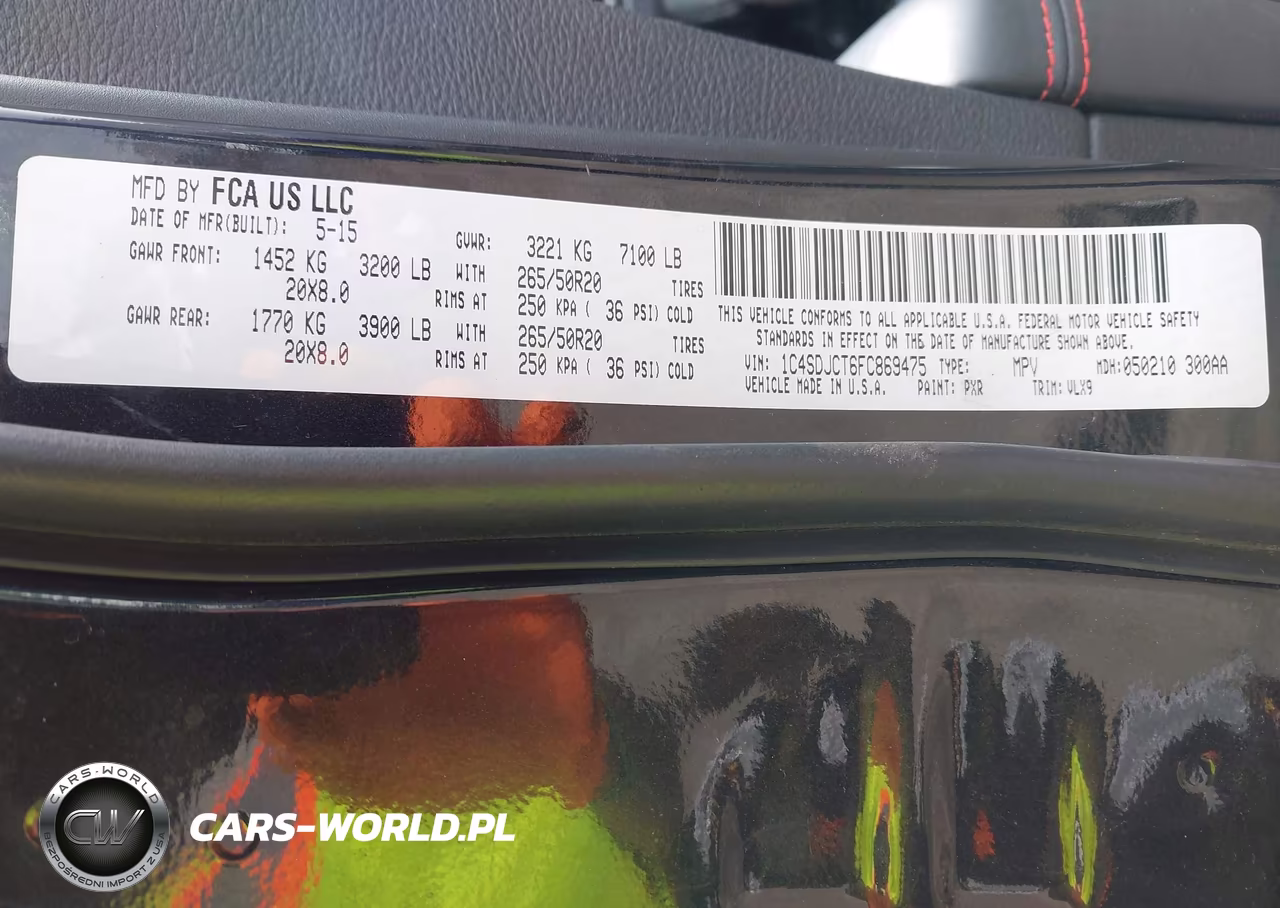 MFD BY FCA US LLC
DATE OF MFR(BUILT): 5-15
GVWR: 3221 KG 7100 LB
GAWR FRONT: 1452 KG 3200 LB WITH 265/50R20 TIRES
20X8.0 RIMS AT 250 KPA ( 36 PSI) COLD
GAWR REAR: 1770 KG 3900 LB WITH 265/50R20 TIRES
20X8.0 RIMS AT 250 KPA ( 36 PSI) COLD
THIS VEHICLE CONFORMS TO ALL APPLICABLE U.S.A. FEDERAL MOTOR VEHICLE SAFETY
STANDARDS IN EFFECT ON THE DATE OF MANUFACTURE SHOWN ABOVE.
VIN: 1C4SDJCT6FC869475 TYPE: MPV MDH:050210 300AA
VEHICLE MADE IN U.S.A. PAINT: PXR TRIM: VLX9
CARS-WORLD
CW
BEZPOŚREDNI IMPORT Z USA
CARS-WORLD.PL